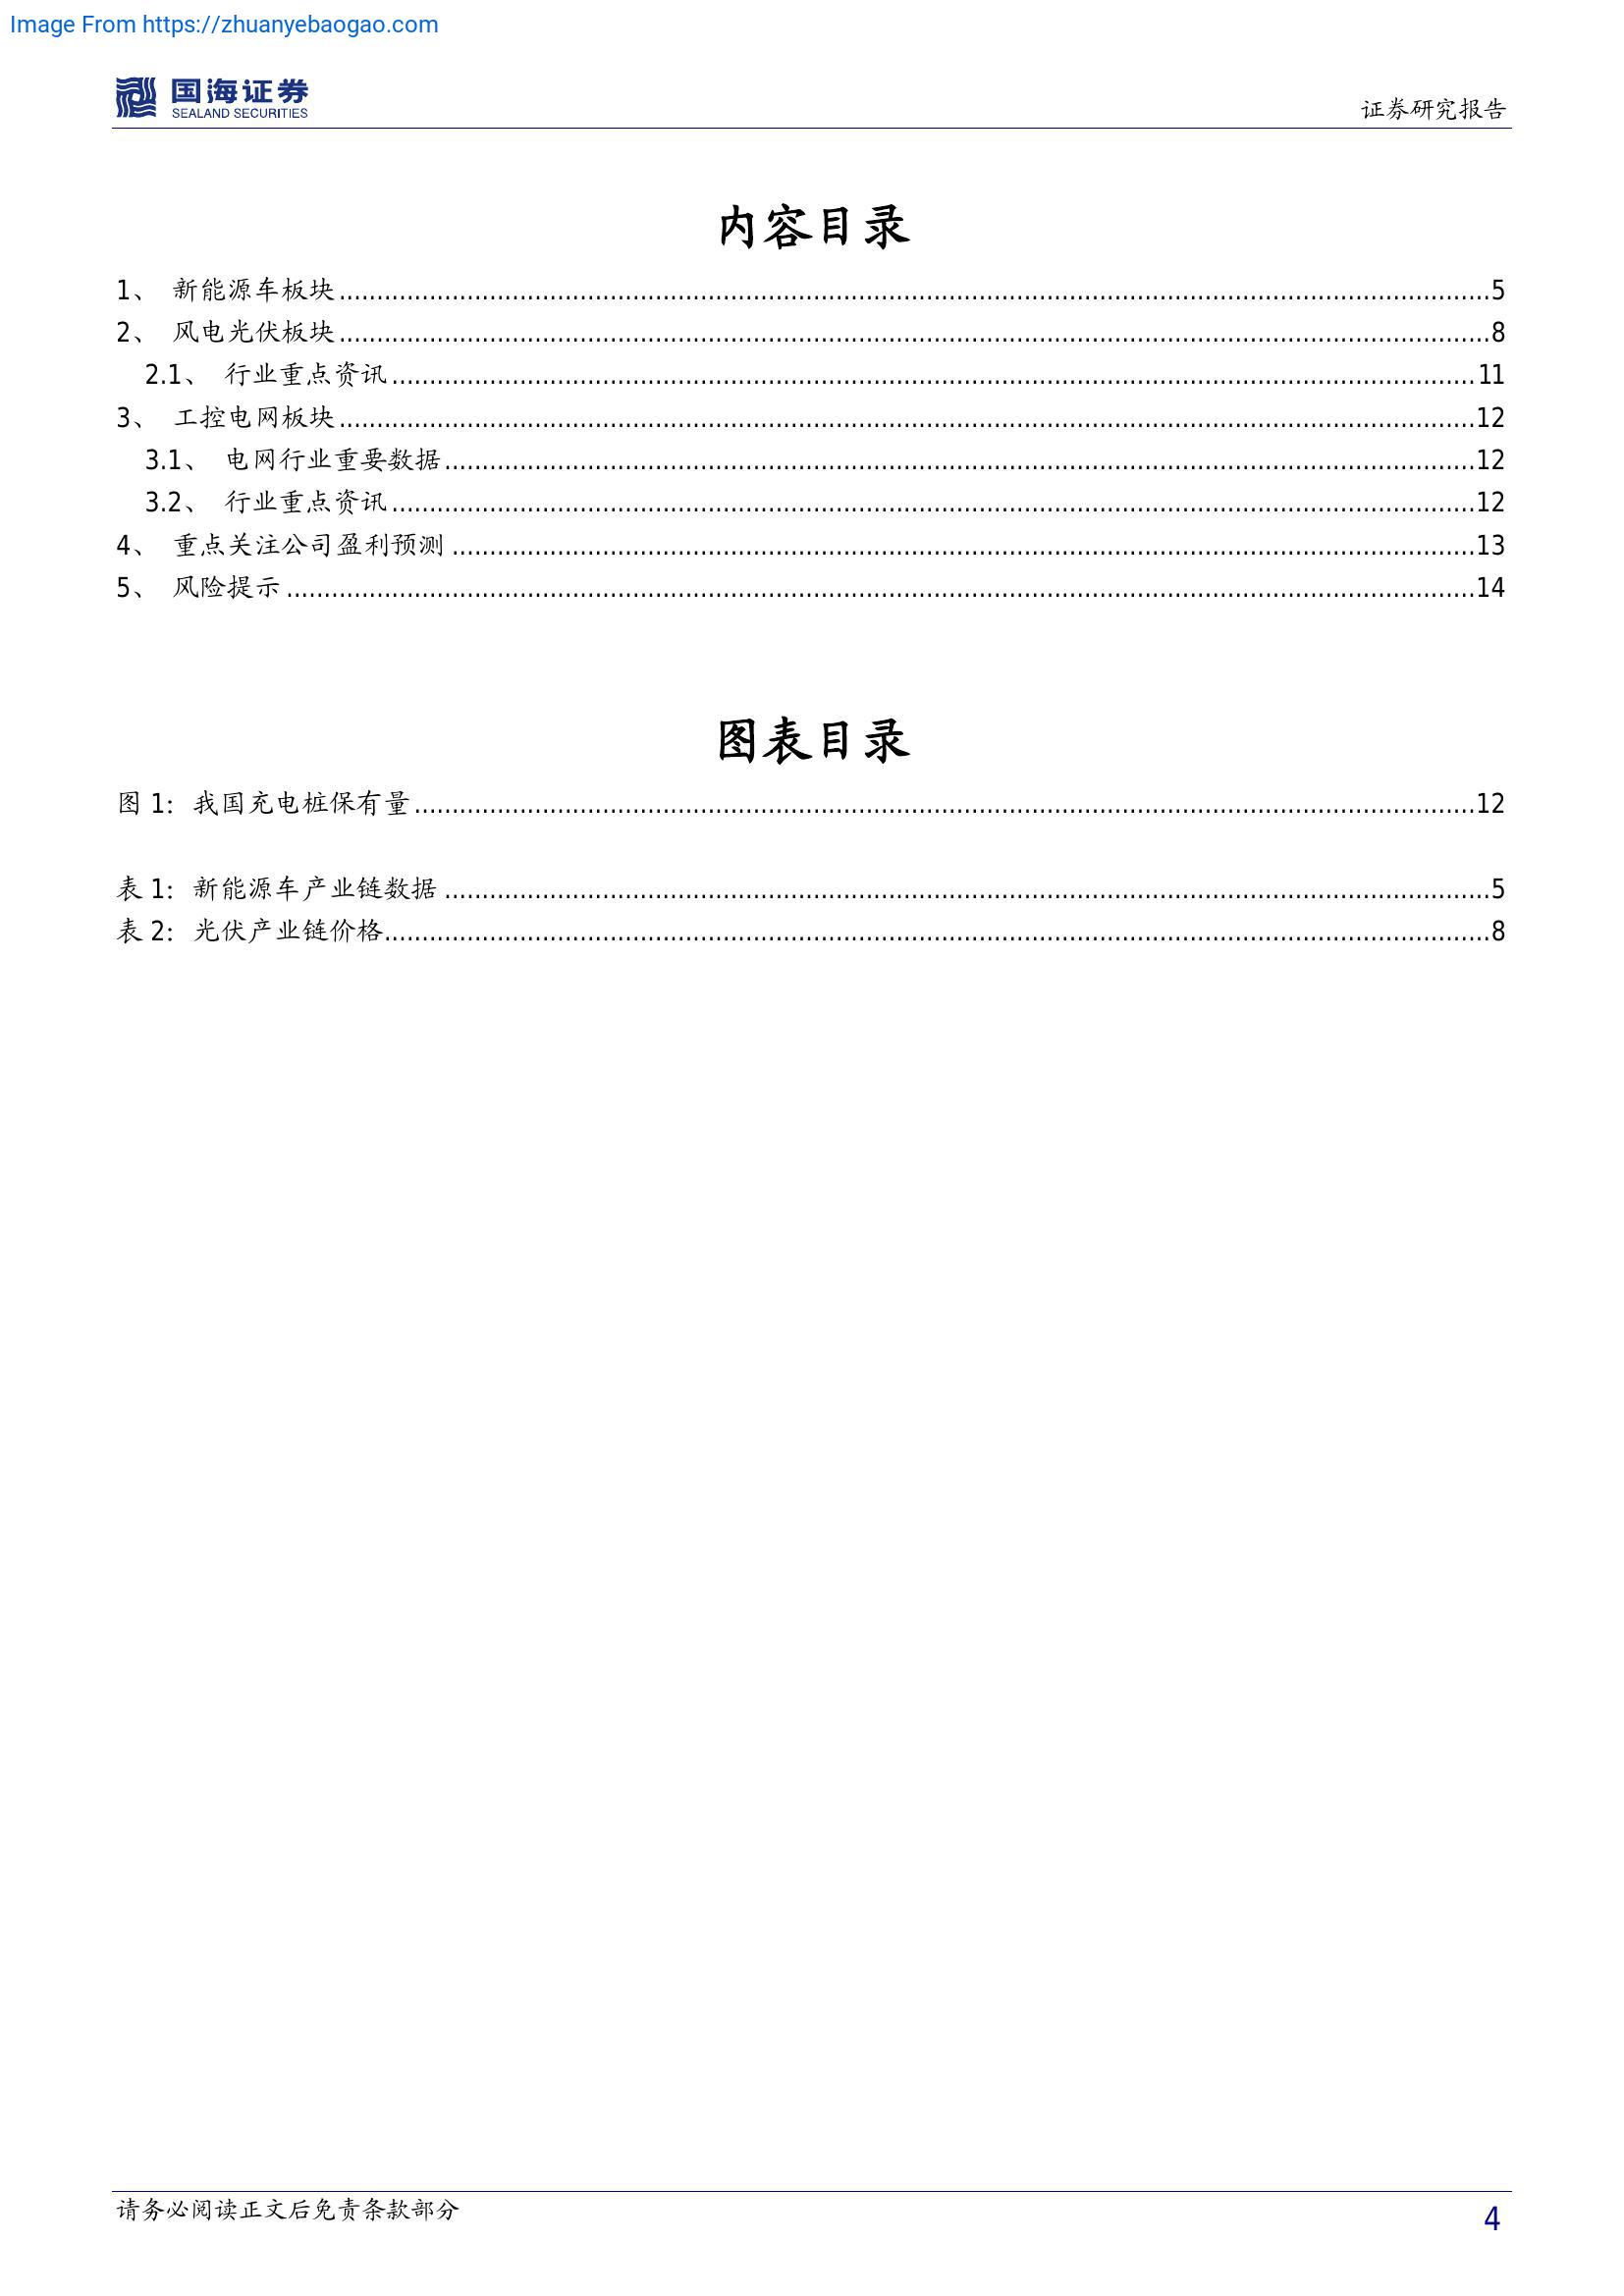 Image From https://zhuanyebaogao.com
国海证券
SEALAND SECURITIES
证券研究报告
内容目录
1、 新能源车板块......5
2、 风电光伏板块......8
2.1、 行业重点资讯......11
3、 工控电网板块......12
3.1、 电网行业重要数据......12
3.2、 行业重点资讯......12
4、 重点关注公司盈利预测......13
5、 风险提示......14
图表目录
图 1：我国充电桩保有量......12
表 1：新能源车产业链数据......5
表 2：光伏产业链价格......8
请务必阅读正文后免责条款部分
4